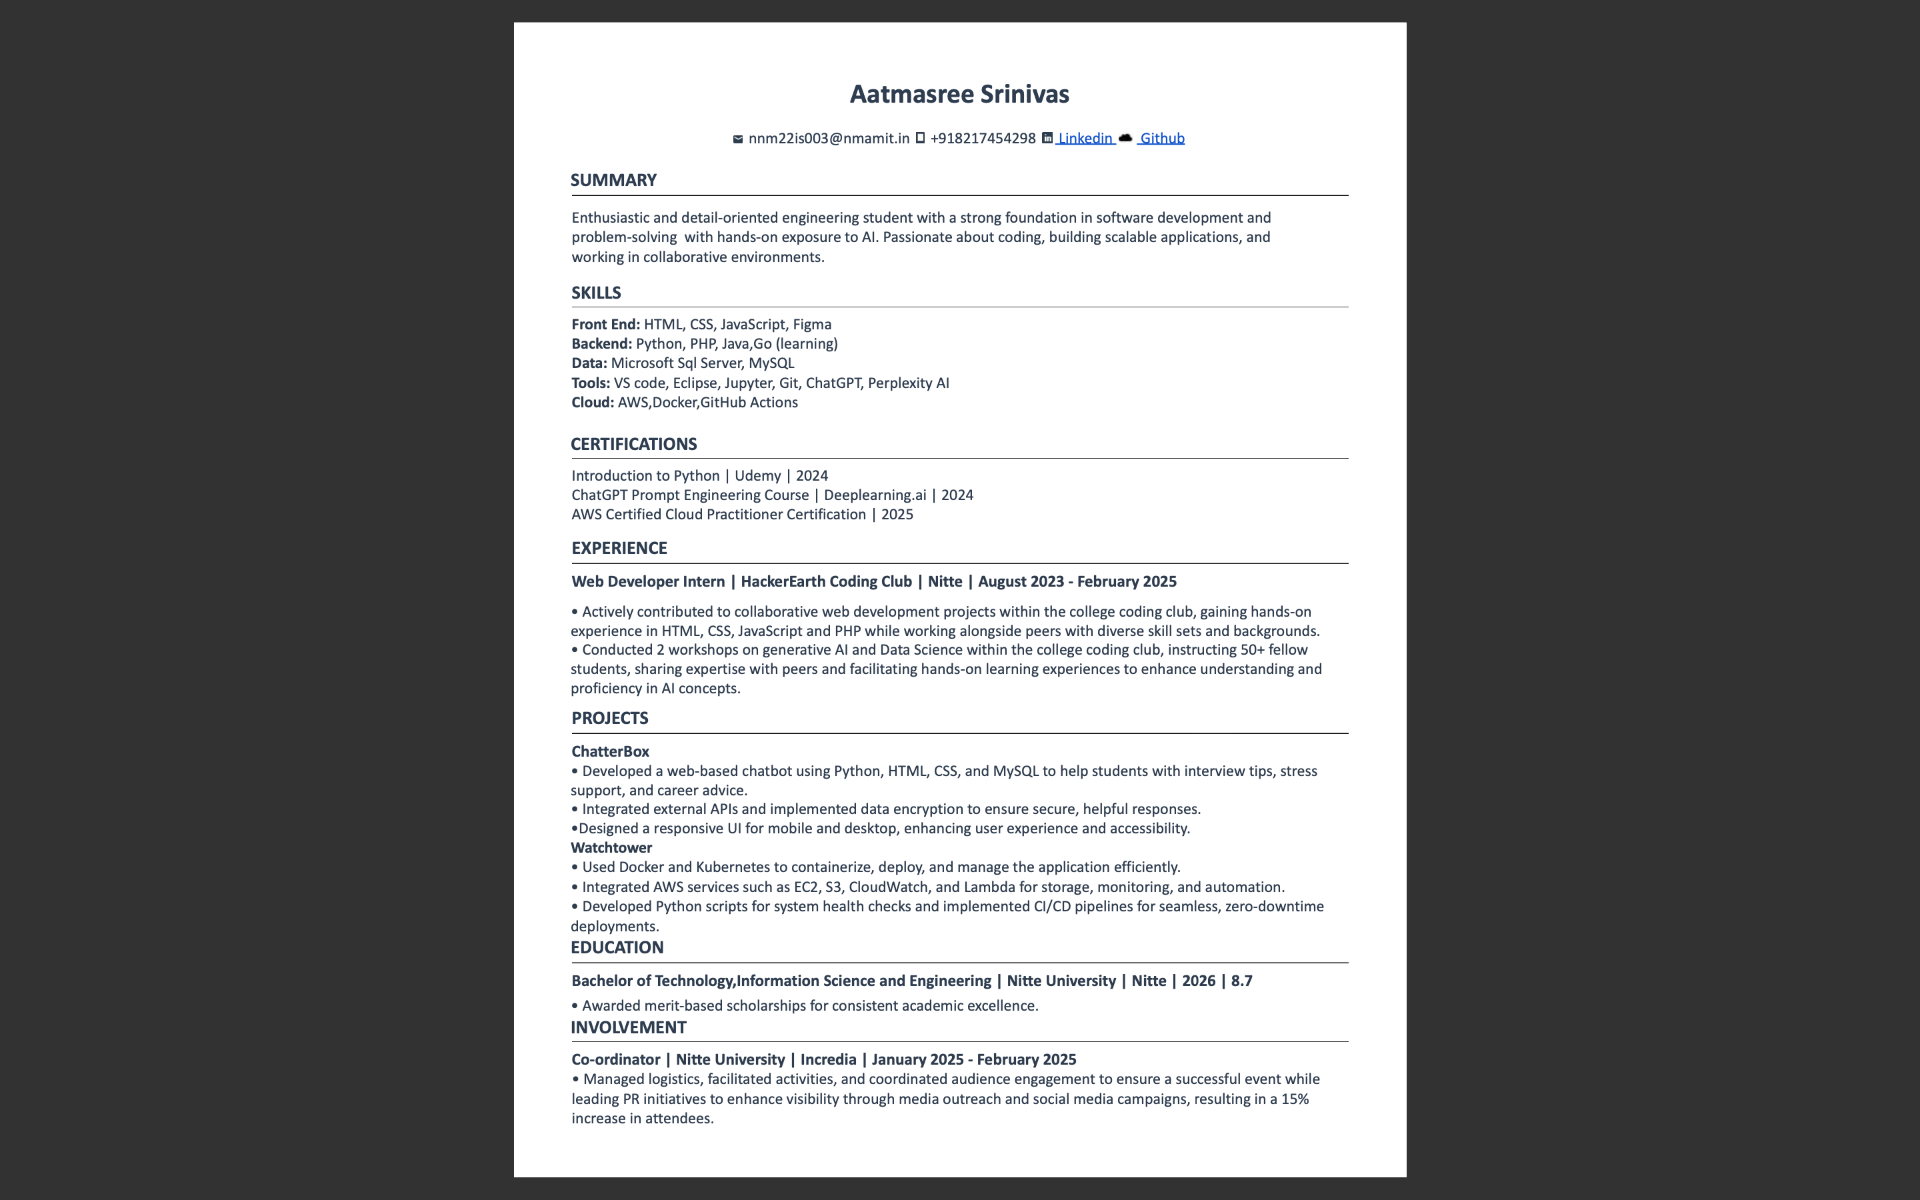 Aatmasree Srinivas
nnm22is003@nmamit.in +918217454298 Linkedin Github
SUMMARY
Enthusiastic and detail-oriented engineering student with a strong foundation in software development and
problem-solving  with hands-on exposure to AI. Passionate about coding, building scalable applications, and
working in collaborative environments.
SKILLS
Front End: HTML, CSS, JavaScript, Figma
Backend: Python, PHP, Java,Go (learning)
Data: Microsoft Sql Server, MySQL
Tools: VS code, Eclipse, Jupyter, Git, ChatGPT, Perplexity AI
Cloud: AWS,Docker,GitHub Actions
CERTIFICATIONS
Introduction to Python | Udemy | 2024
ChatGPT Prompt Engineering Course | Deeplearning.ai | 2024
AWS Certified Cloud Practitioner Certification | 2025
EXPERIENCE
Web Developer Intern | HackerEarth Coding Club | Nitte | August 2023 - February 2025
• Actively contributed to collaborative web development projects within the college coding club, gaining hands-on
experience in HTML, CSS, JavaScript and PHP while working alongside peers with diverse skill sets and backgrounds.
• Conducted 2 workshops on generative AI and Data Science within the college coding club, instructing 50+ fellow
students, sharing expertise with peers and facilitating hands-on learning experiences to enhance understanding and
proficiency in AI concepts.
PROJECTS
ChatterBox
• Developed a web-based chatbot using Python, HTML, CSS, and MySQL to help students with interview tips, stress
support, and career advice.
• Integrated external APIs and implemented data encryption to ensure secure, helpful responses.
•Designed a responsive UI for mobile and desktop, enhancing user experience and accessibility.
Watchtower
• Used Docker and Kubernetes to containerize, deploy, and manage the application efficiently.
• Integrated AWS services such as EC2, S3, CloudWatch, and Lambda for storage, monitoring, and automation.
• Developed Python scripts for system health checks and implemented CI/CD pipelines for seamless, zero-downtime
deployments.
EDUCATION
Bachelor of Technology,Information Science and Engineering | Nitte University | Nitte | 2026 | 8.7
• Awarded merit-based scholarships for consistent academic excellence.
INVOLVEMENT
Co-ordinator | Nitte University | Incredia | January 2025 - February 2025
• Managed logistics, facilitated activities, and coordinated audience engagement to ensure a successful event while
leading PR initiatives to enhance visibility through media outreach and social media campaigns, resulting in a 15%
increase in attendees.